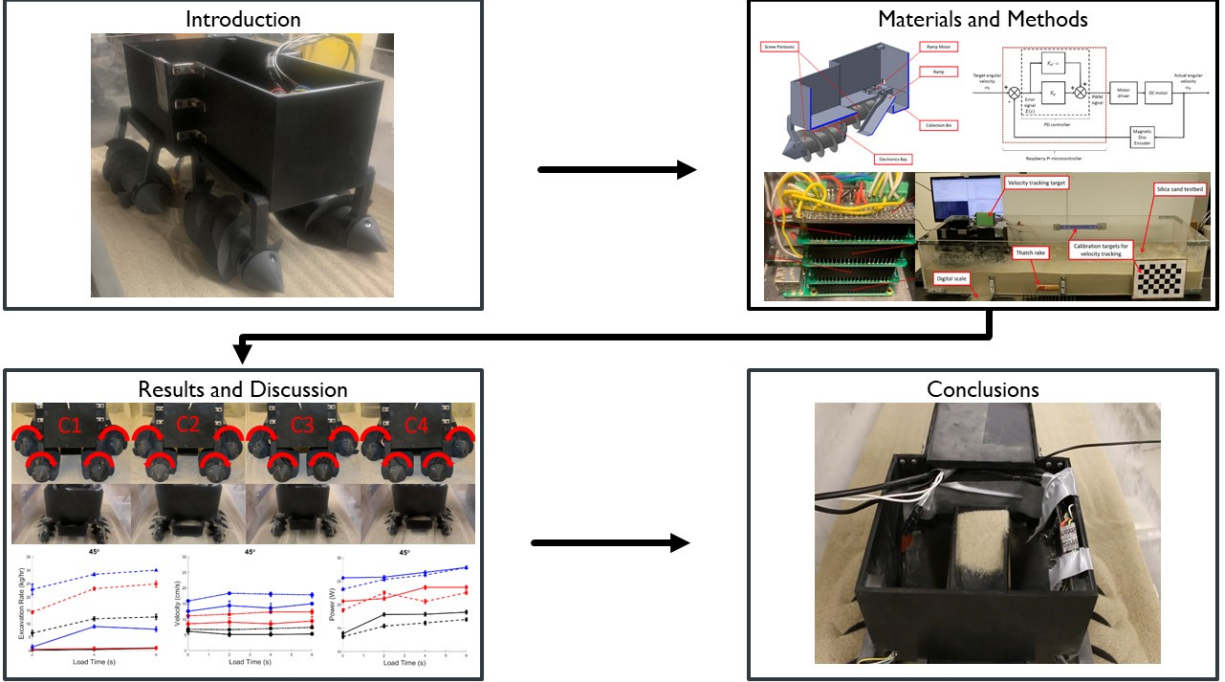 Introduction
Materials and Methods
Screw Pontoons
Ramp Motor
Ramp
Collection Bin
Electronics Bay
Target angular
velocity
Error
signal
E(s)
PWM
signal
PD controller
Raspberry Pi microcontroller
Motor
driver
DC motor
Actual angular
velocity
Magnetic
Disc
Encoder
Velocity tracking target
Silica sand testbed
Thatch rake
Calibration targets for
velocity tracking
Digital scale
Results and Discussion
C1 C2 C3 C4
45° 45° 45°
Excavation Rate (kg/hr)
Load Time (s)
Velocity (cm/s)
Load Time (s)
Power (W)
Load Time (s)
Conclusions